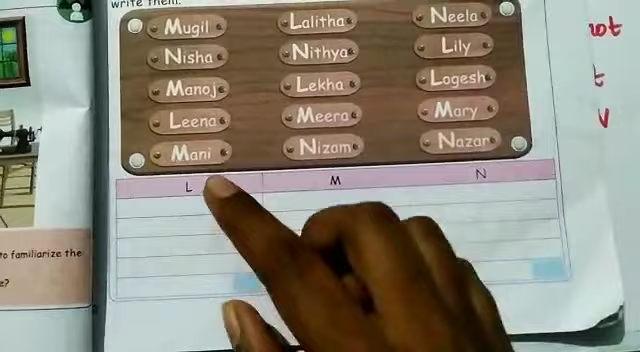 write them.
Mugil Lalitha Neela
Nisha Nithya Lily
Manoj Lekha Logesh
Leena Meera Mary
Mani Nizam Nazar
L M N
to familiarize the
e?